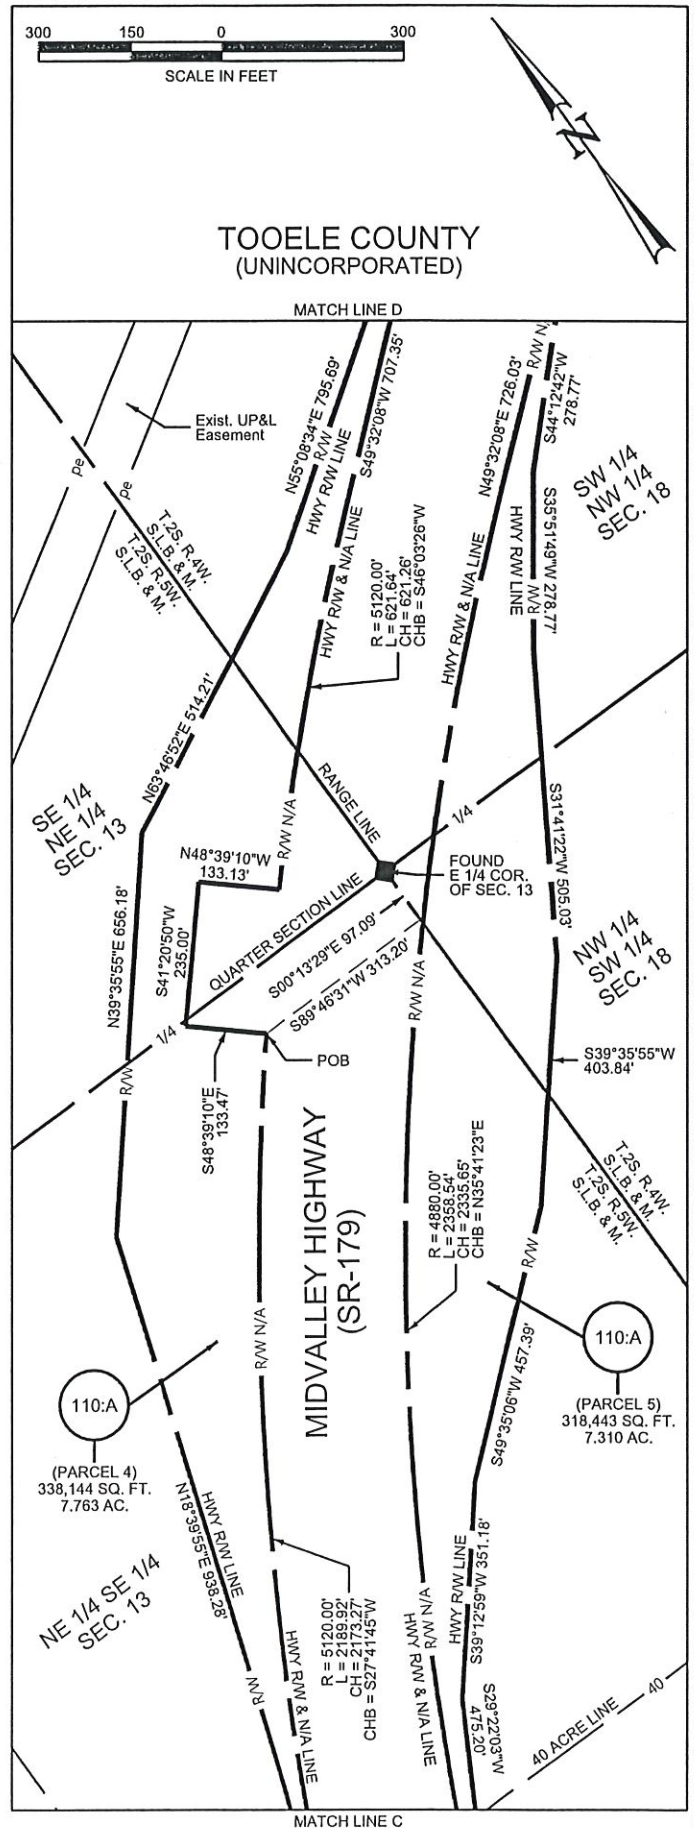 300 150 0 300
SCALE IN FEET
N
TOOELE COUNTY
(UNINCORPORATED)
MATCH LINE D
Exist. UP&L
Easement
pe
pe
T.2S. R.4W.
S.L.B. & M.
T.2S. R.5W.
S.L.B. & M.
N55°08'34"E 795.69'
R/W
HWY R/W LINE
S49°32'08"W 707.35'
HWY R/W & N/A LINE
R = 5120.00'
L = 621.64'
CH = 621.26'
CHB = S46°03'26"W
N49°32'08"E 726.03'
R/W N/
HWY R/W & N/A LINE
S44°12'42"W
278.77'
HWY R/W LINE
S35°51'49"W 278.77'
R/W
SW 1/4
NW 1/4
SEC. 18
N63°46'52"E 514.21'
SE 1/4
NE 1/4
SEC. 13
RANGE LINE
R/W N/A
1/4
N48°39'10"W
133.13'
FOUND
E 1/4 COR.
OF SEC. 13
S31°41'22"W 505.03'
N39°35'55"E 656.18'
S41°20'50"W
235.00'
QUARTER SECTION LINE
S00°13'29"E 97.09'
S89°46'31"W 313.20'
R/W N/A
NW 1/4
SW 1/4
SEC. 18
1/4
R/W
POB
S39°35'55"W
403.84'
S48°39'10"E
133.47'
MIDVALLEY HIGHWAY
(SR-179)
R = 4880.00'
L = 2358.54'
CH = 2335.65'
CHB = N35°41'23"E
T.2S. R.4W.
S.L.B. & M.
T.2S. R.5W.
S.L.B. & M.
R/W
R/W N/A
110:A
(PARCEL 5)
318,443 SQ. FT.
7.310 AC.
110:A
(PARCEL 4)
338,144 SQ. FT.
7.763 AC.
S49°35'06"W 457.39'
HWY R/W LINE
N18°39'55"E 938.28'
NE 1/4 SE 1/4
SEC. 13
R = 5120.00'
L = 2189.92'
CH = 2173.27'
CHB = S27°41'45"W
R/W N/A
HWY R/W & N/A LINE
HWY R/W LINE
S39°12'59"W 351.18'
R/W
HWY R/W & N/A LINE
S29°22'03"W
475.20'
40 ACRE LINE
40
MATCH LINE C